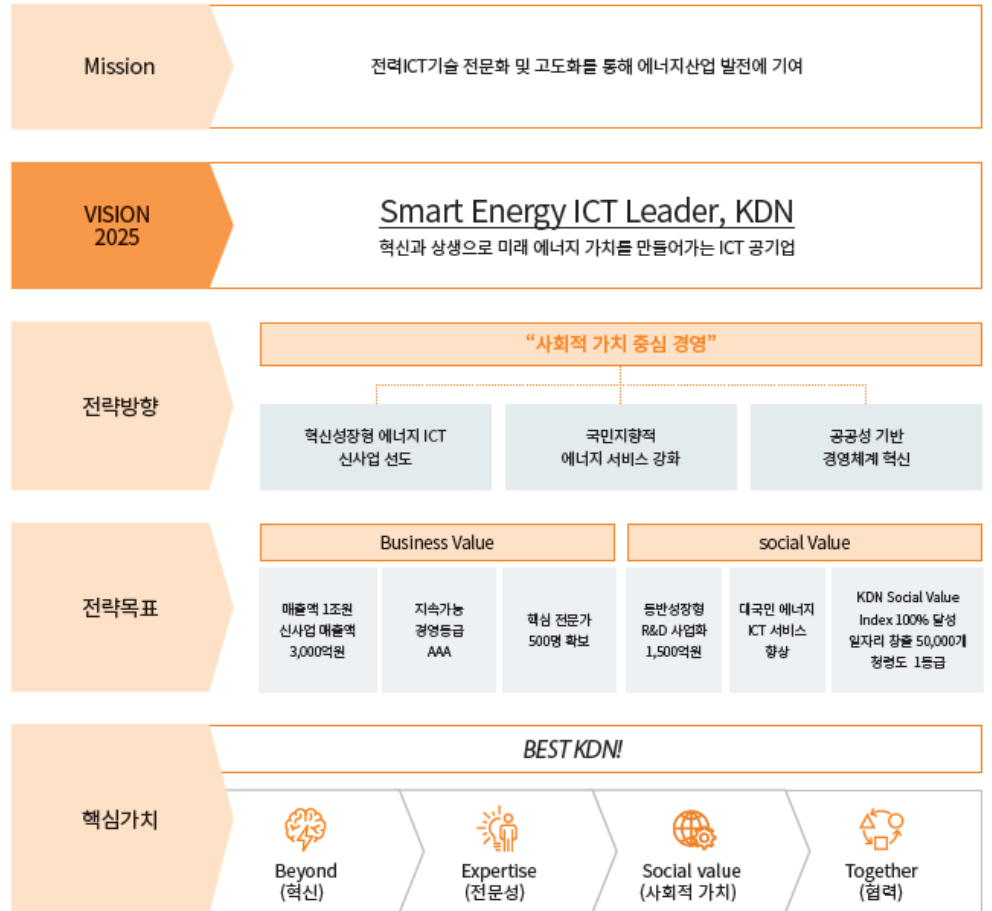 Mission
전력ICT기술 전문화 및 고도화를 통해 에너지산업 발전에 기여
VISION
2025
Smart Energy ICT Leader, KDN
혁신과 상생으로 미래 에너지 가치를 만들어가는 ICT 공기업
전략방향
“사회적 가치 중심 경영”
혁신성장형 에너지 ICT
신사업 선도
국민지향적
에너지 서비스 강화
공공성 기반
경영체계 혁신
전략목표
Business Value
매출액 1조원
신사업 매출액
3,000억원
지속가능
경영등급
AAA
핵심 전문가
500명 확보
social Value
동반성장형
R&D 사업화
1,500억원
대국민 에너지
ICT 서비스
향상
KDN Social Value
Index 100% 달성
일자리 창출 50,000개
청령도 1등급
핵심가치
BEST KDN!
Beyond
(혁신)
Expertise
(전문성)
Social value
(사회적 가치)
Together
(협력)